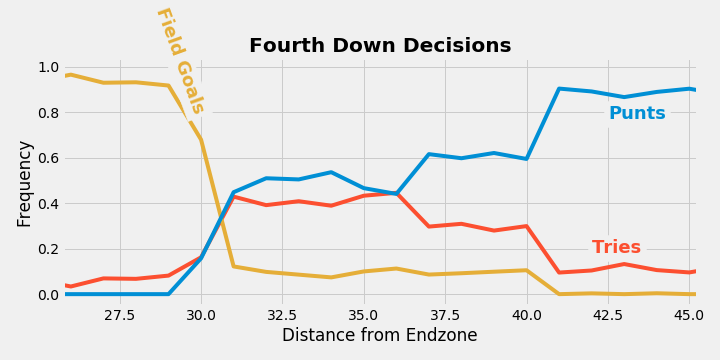 Fourth Down Decisions
Field Goals
Punts
Tries
Frequency
1.0
0.8
0.6
0.4
0.2
0.0
27.5 30.0 32.5 35.0 37.5 40.0 42.5 45.0
Distance from Endzone